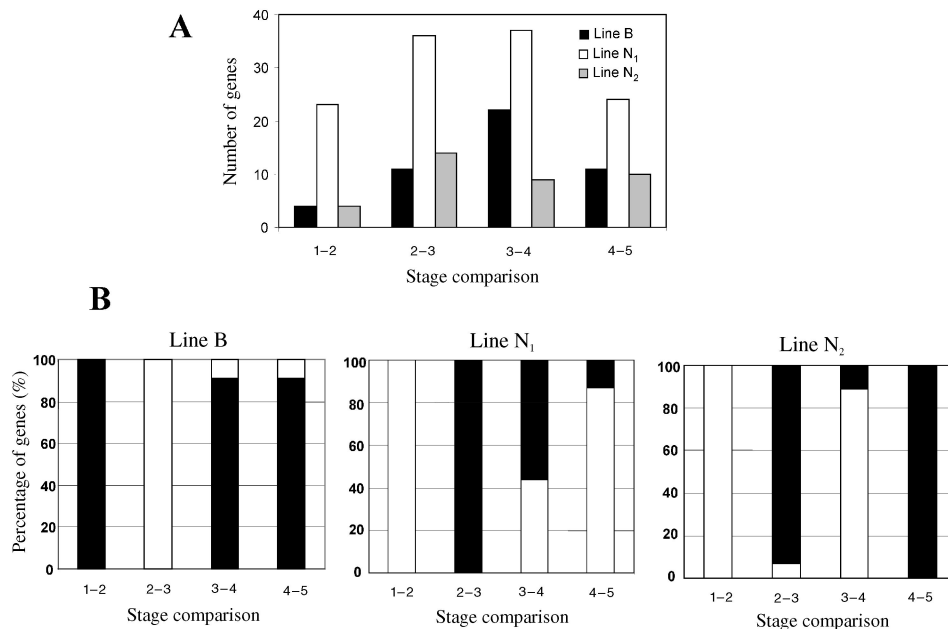 A
Number of genes
40
30
20
10
0
Line B
Line N₁
Line N₂
1–2
2–3
3–4
4–5
Stage comparison
B
Percentage of genes (%)
Line B
100
80
60
40
20
0
1–2
2–3
3–4
4–5
Stage comparison
Line N₁
100
80
60
40
20
0
1–2
2–3
3–4
4–5
Stage comparison
Line N₂
100
80
60
40
20
0
1–2
2–3
3–4
4–5
Stage comparison